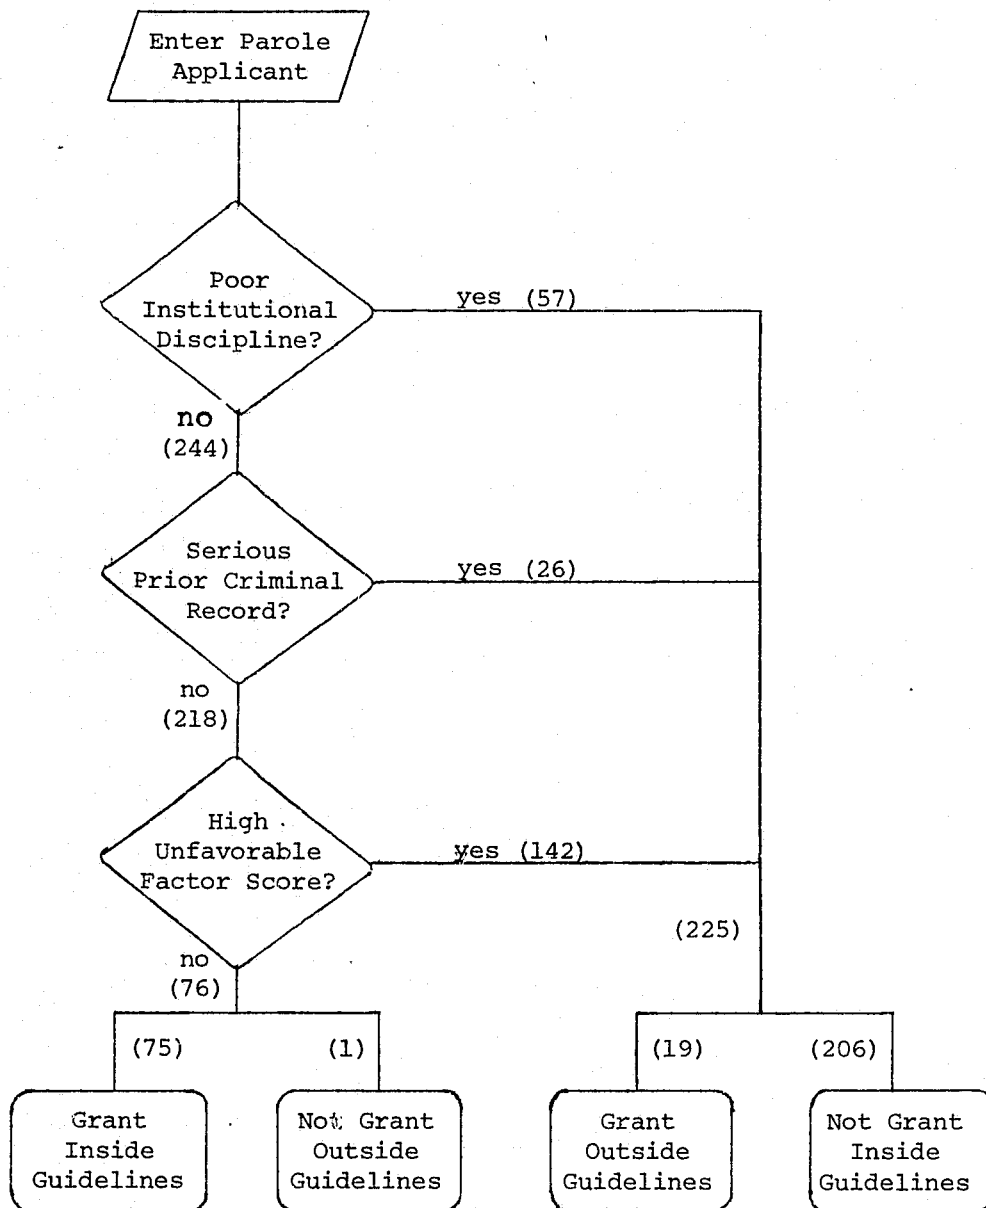 Enter Parole
Applicant
Poor
Institutional
Discipline?
yes (57)
no
(244)
Serious
Prior Criminal
Record?
yes (26)
no
(218)
High
Unfavorable
Factor Score?
yes (142)
(225)
no
(76)
(75)
(1)
(19)
(206)
Grant
Inside
Guidelines
Not Grant
Outside
Guidelines
Grant
Outside
Guidelines
Not Grant
Inside
Guidelines